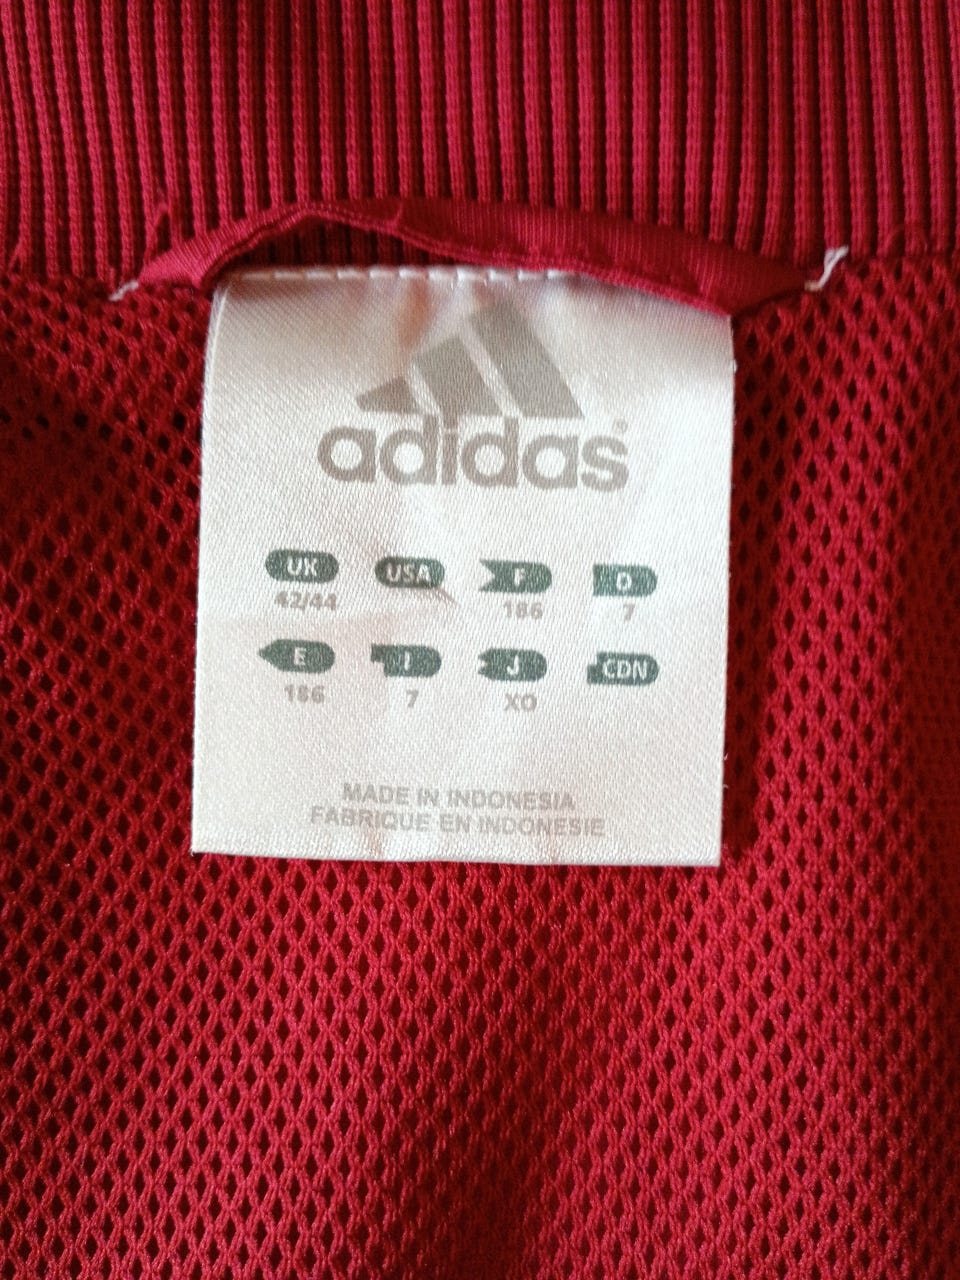 adidas®
UK USA F D
42/44 186 7
E I J CDN
186 7 XO
MADE IN INDONESIA
FABRIQUE EN INDONESIE